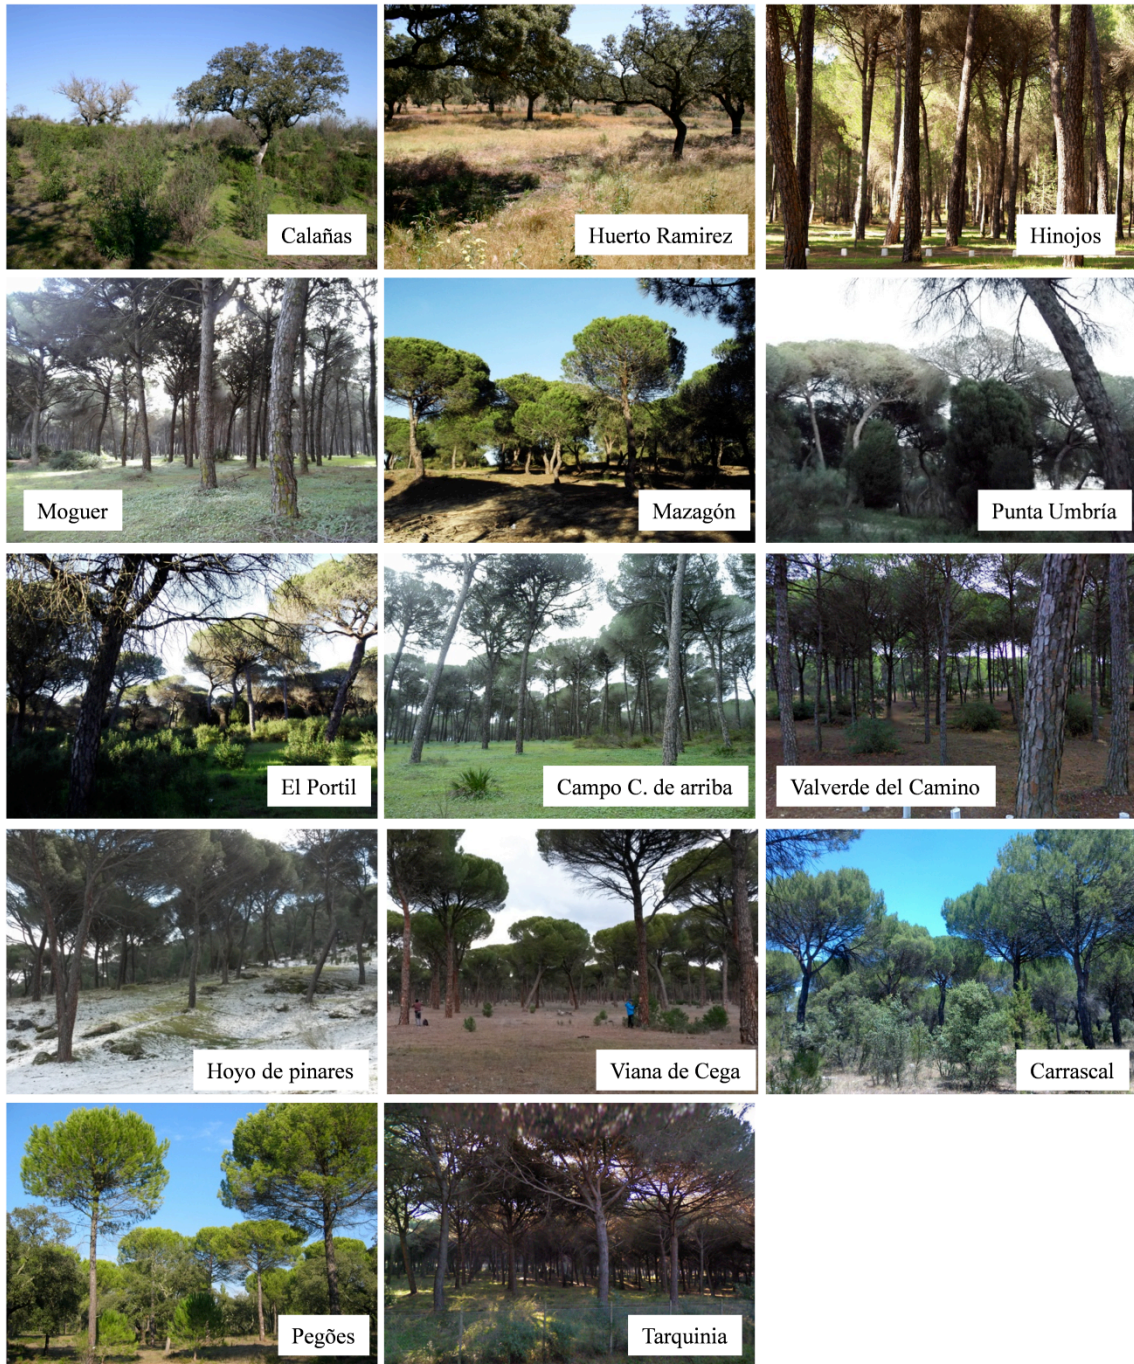 Calañas
Huerto Ramirez
Hinojos
Moguer
Mazagón
Punta Umbría
El Portil
Campo C. de arriba
Valverde del Camino
Hoyo de pinares
Viana de Cega
Carrascal
Pegões
Tarquinia